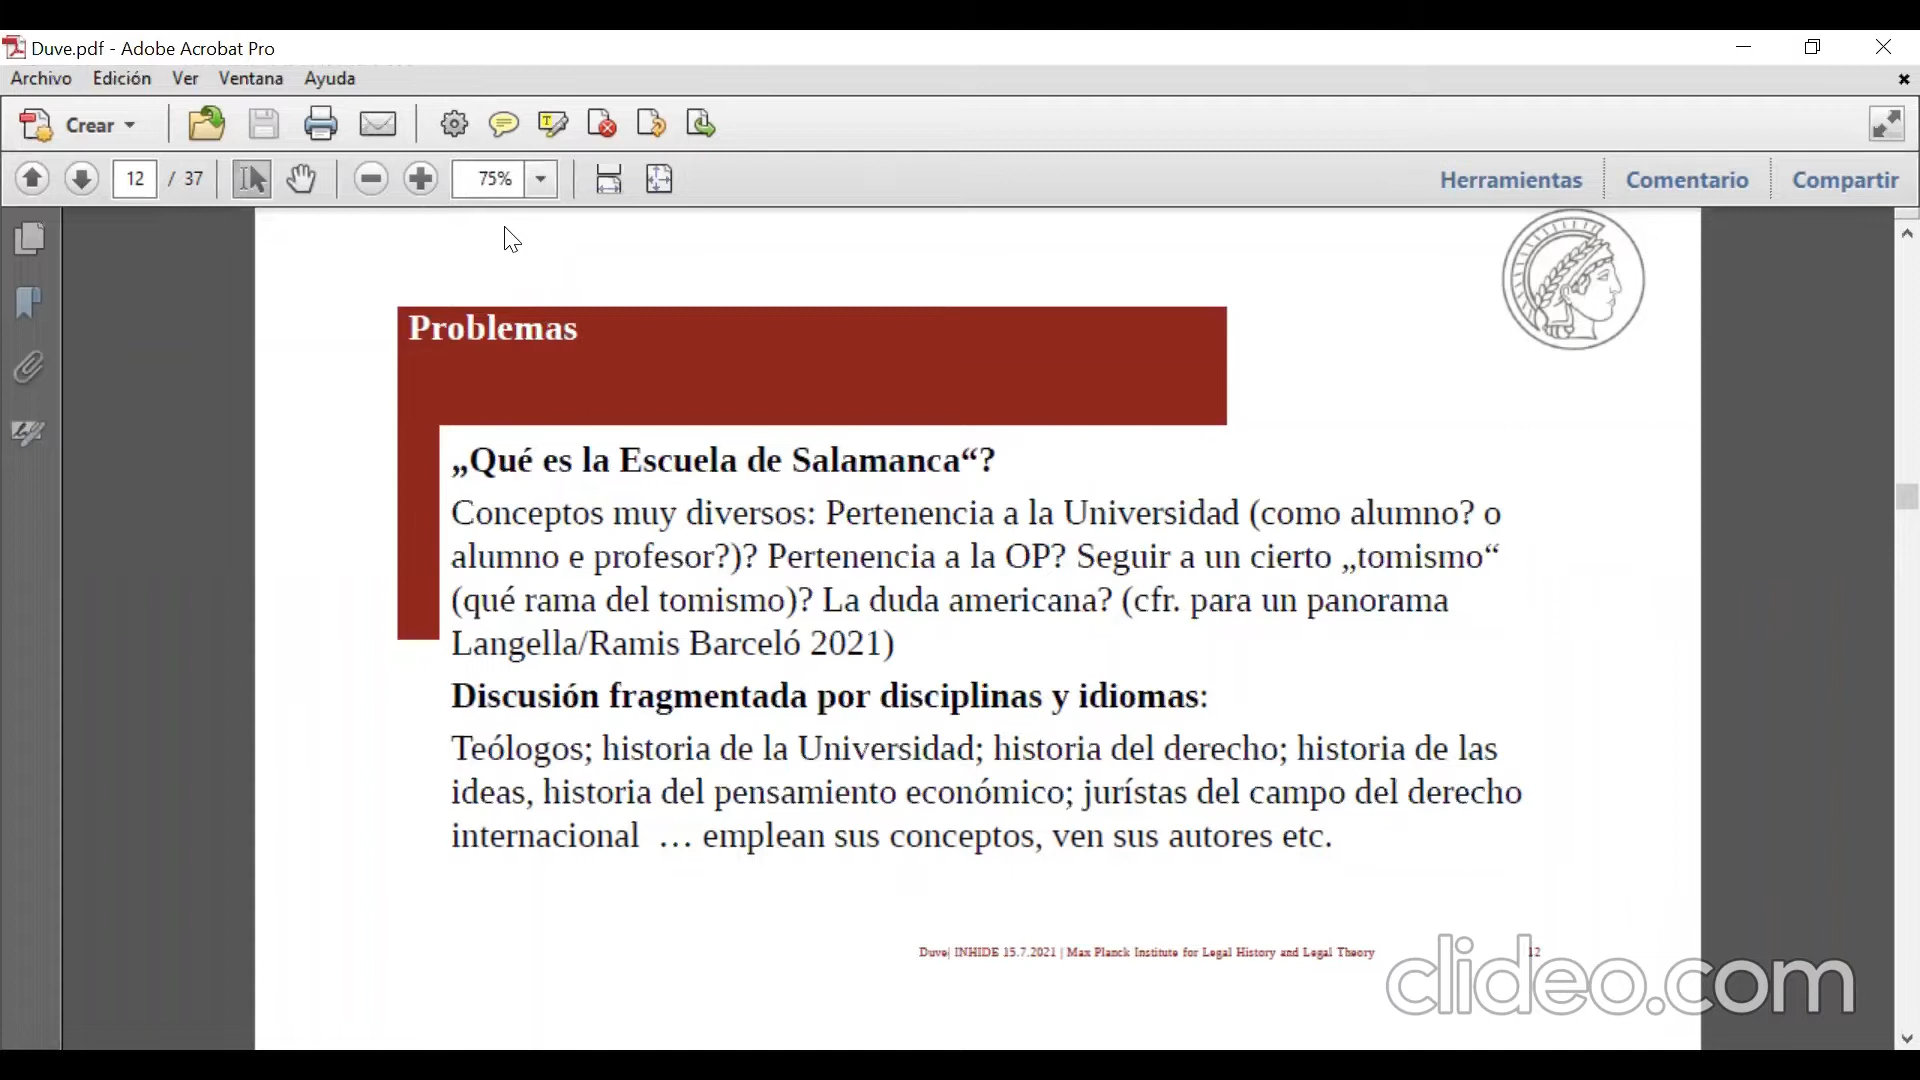 Duve.pdf - Adobe Acrobat Pro
Archivo Edición Ver Ventana Ayuda
Crear
12 / 37 75% Herramientas Comentario Compartir
Problemas
„Qué es la Escuela de Salamanca“?
Conceptos muy diversos: Pertenencia a la Universidad (como alumno? o
alumno e profesor?)? Pertenencia a la OP? Seguir a un cierto „tomismo“
(qué rama del tomismo)? La duda americana? (cfr. para un panorama
Langella/Ramis Barceló 2021)
Discusión fragmentada por disciplinas y idiomas:
Teólogos; historia de la Universidad; historia del derecho; historia de las
ideas, historia del pensamiento económico; jurístas del campo del derecho
internacional … emplean sus conceptos, ven sus autores etc.
Duve| INHIDE 15.7.2021 | Max Planck Institute for Legal History and Legal Theory 12
clideo.com